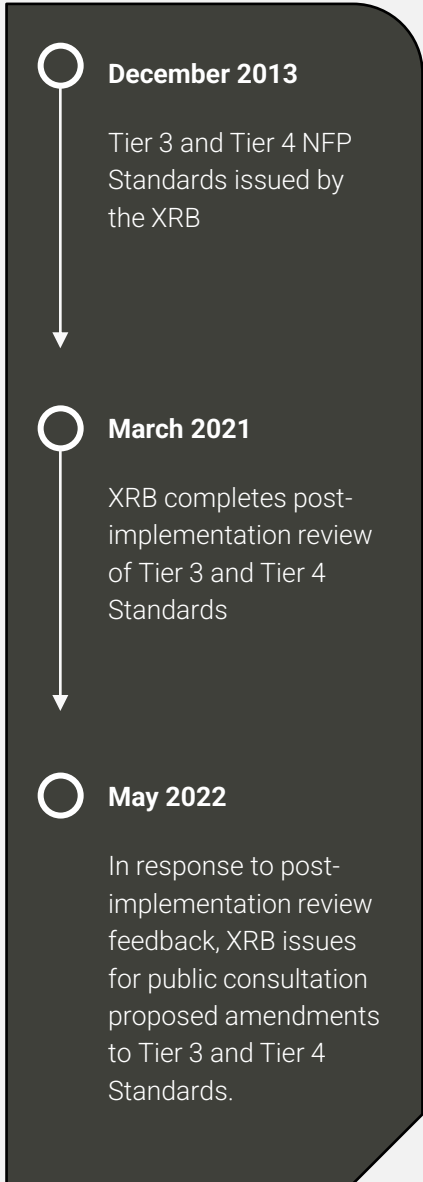 December 2013
Tier 3 and Tier 4 NFP
Standards issued by
the XRB
March 2021
XRB completes post-
implementation review
of Tier 3 and Tier 4
Standards
May 2022
In response to post-
implementation review
feedback, XRB issues
for public consultation
proposed amendments
to Tier 3 and Tier 4
Standards.